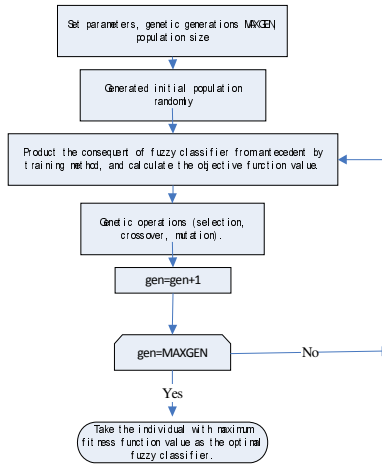 Set parameters, genetic generations MAXGEN,
population size
Generated initial population
randomly
Product the consequent of fuzzy classifier from antecedent by
training method, and calculate the objective function value.
Genetic operations (selection,
crossover, mutation).
gen=gen+1
gen=MAXGEN
No
Yes
Take the individual with maximum
fitness function value as the optimal
fuzzy classifier.